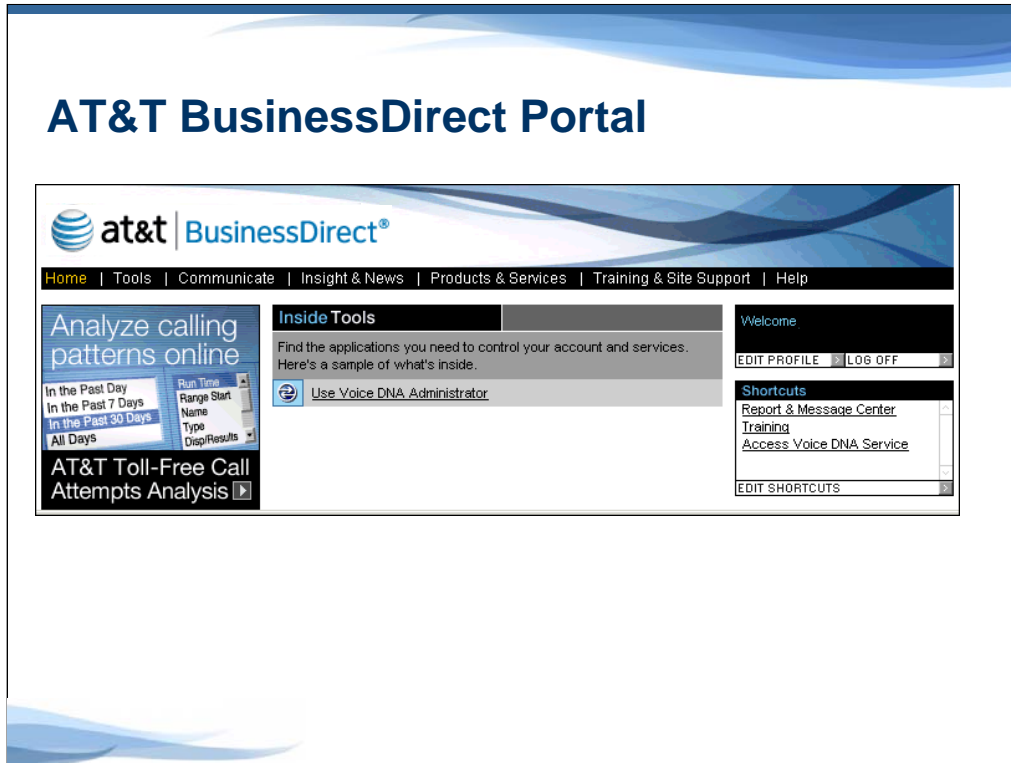 AT&T BusinessDirect Portal
at&t BusinessDirect®
Home | Tools | Communicate | Insight & News | Products & Services | Training & Site Support | Help
Analyze calling
patterns online
In the Past Day
In the Past 7 Days
In the Past 30 Days
All Days
Run Time
Range Start
Name
Type
Disp/Results
AT&T Toll-Free Call
Attempts Analysis
Inside Tools
Find the applications you need to control your account and services.
Here's a sample of what's inside.
Use Voice DNA Administrator
Welcome
EDIT PROFILE LOG OFF
Shortcuts
Report & Message Center
Training
Access Voice DNA Service
EDIT SHORTCUTS